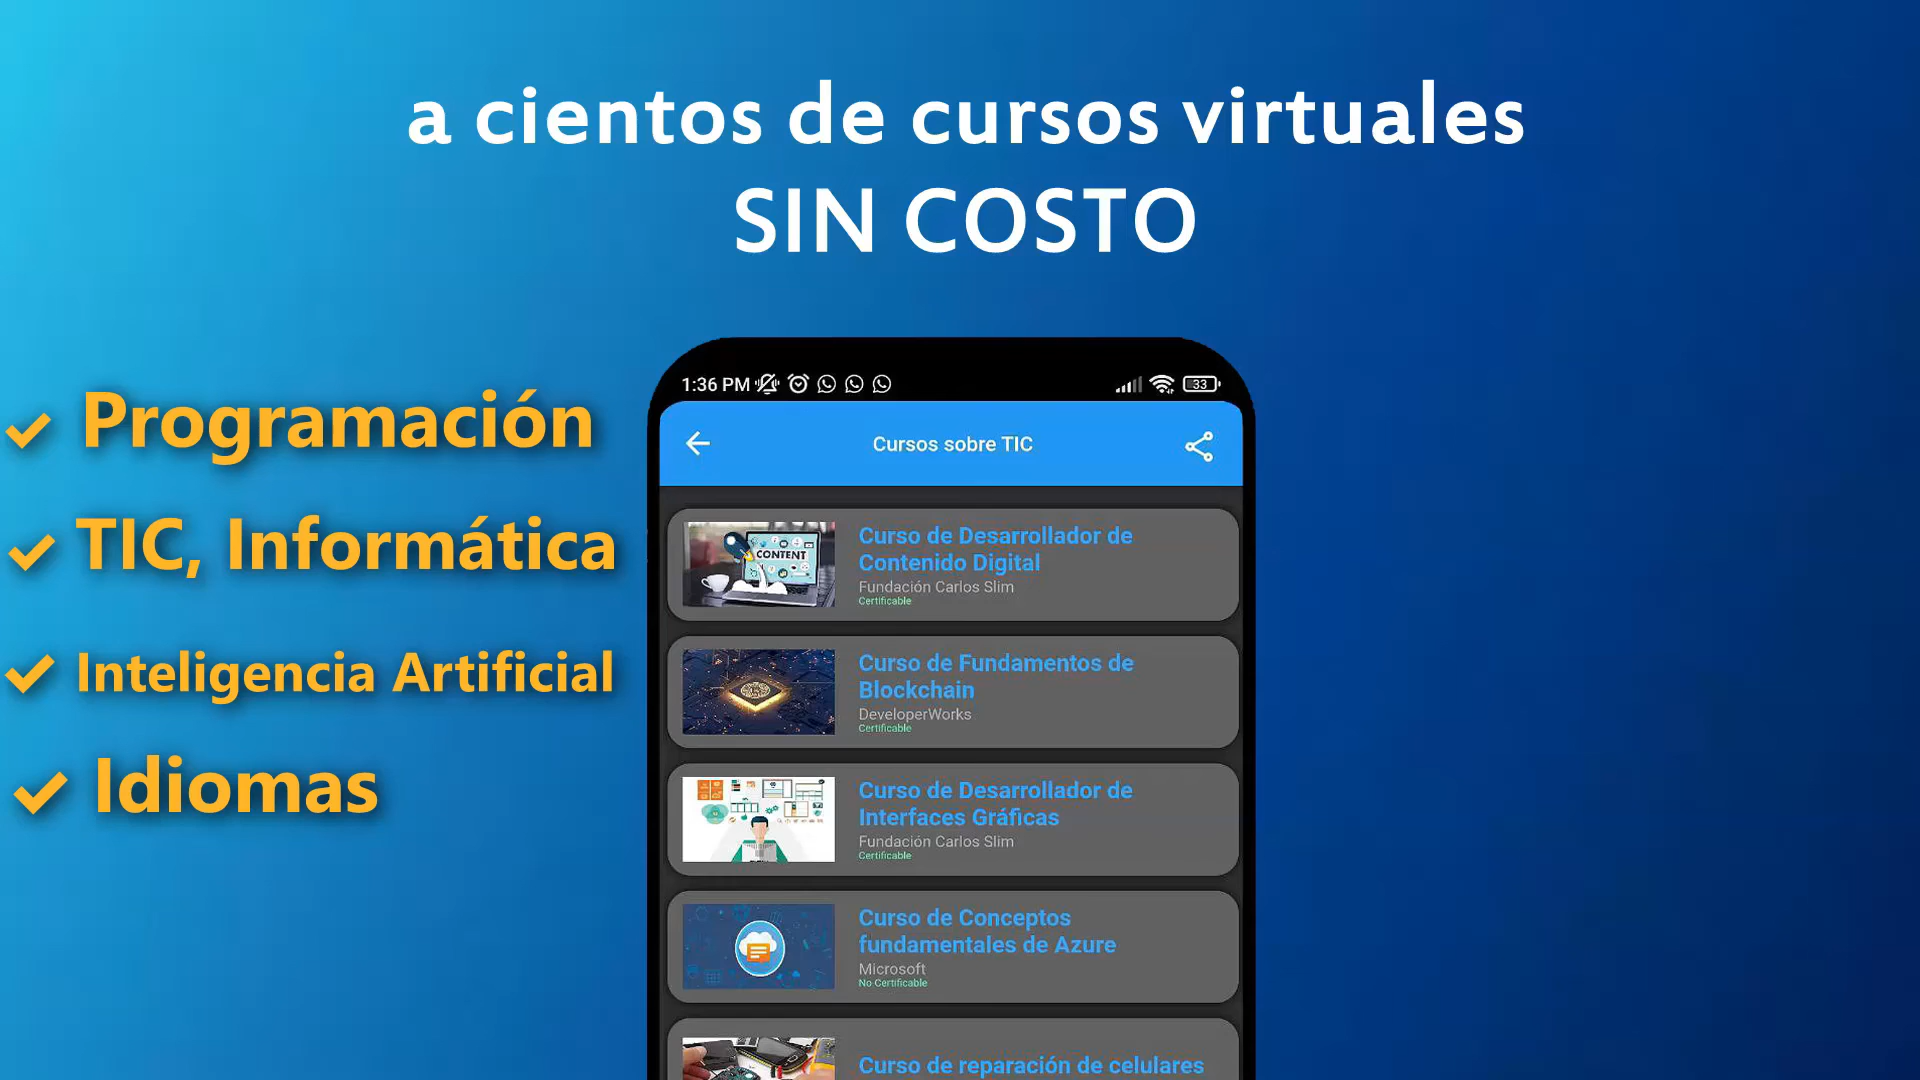 a cientos de cursos virtuales
SIN COSTO
Programación
TIC, Informática
Inteligencia Artificial
Idiomas
1:36 PM
33
Cursos sobre TIC
CONTENT
Curso de Desarrollador de
Contenido Digital
Fundación Carlos Slim
Certificable
Curso de Fundamentos de
Blockchain
DeveloperWorks
Certificable
Curso de Desarrollador de
Interfaces Gráficas
Fundación Carlos Slim
Certificable
Curso de Conceptos
fundamentales de Azure
Microsoft
No Certificable
Curso de reparación de celulares